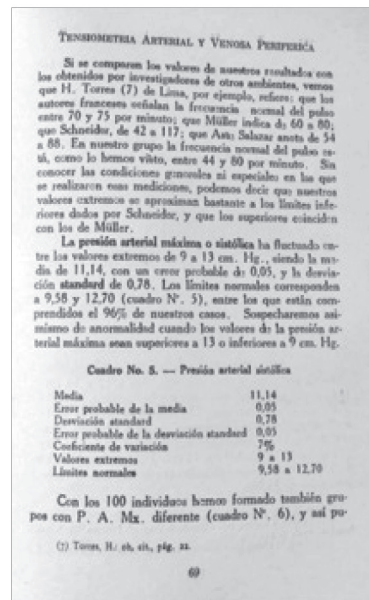 TENSIOMETRIA ARTERIAL Y VENOSA PERIFERICA
Si se comparan los valores de nuestros resultados con
los obtenidos por investigadores de otros ambientes, vemos
que H. Torres (7) de Lima, por ejemplo, refiere; que los
autores franceses señalan la frecuencia normal del pulso
entre 70 y 75 por minuto; que Müller indica de 60 a 80;
que Schneider, de 42 a 117; que Salazar anota de 54
a 88. En nuestro grupo la frecuencia normal del pulso es-
tá, como lo hemos visto, entre 44 y 80 por minuto. Sin
conocer las condiciones generales ni especiales en las que
se realizaron esas mediciones, podemos decir que nuestros
valores extremos se aproximan bastante a los límites infe-
riores dados por Schneider, y que los superiores coinciden
con los de Müller.
La presión arterial máxima o sistólica ha fluctuado en-
tre los valores extremos de 9 a 13 cm. Hg., siendo la me-
dia de 11,14, con un error probable de 0,05, y la desvia-
ción standard de 0,78. Los límites normales corresponden
a 9,58 y 12,70 (cuadro Nº. 5), entre los que están com-
prendidos el 96% de nuestros casos. Sospecharemos asi-
mismo de anormalidad cuando los valores de la presión ar-
terial máxima sean superiores a 13 o inferiores a 9 cm. Hg.
Cuadro No. 5. — Presión arterial sistólica
Media 11,14
Error probable de la media 0,05
Desviación standard 0,78
Error probable de la desviación standard 0,05
Coeficiente de variación 7%
Valores extremos 9 a 13
Límites normales 9,58 a 12,70
Con los 100 individuos hemos formado también gru-
pos con P. A. Mx. diferente (cuadro Nº. 6), y así pu-
(7) Torres, H.: ob. cit., pág. 22.
69